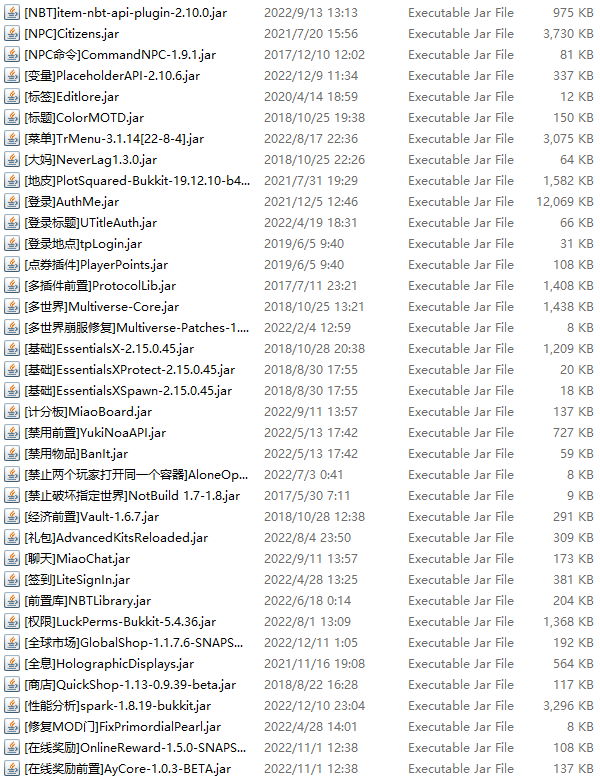 [NBT]item-nbt-api-plugin-2.10.0.jar 2022/9/13 13:13 Executable Jar File 975 KB
[NPC]Citizens.jar 2021/7/20 15:56 Executable Jar File 3,730 KB
[NPC命令]CommandNPC-1.9.1.jar 2017/12/10 12:02 Executable Jar File 81 KB
[变量]PlaceholderAPI-2.10.6.jar 2022/12/9 11:34 Executable Jar File 337 KB
[标签]Editlore.jar 2020/4/14 18:59 Executable Jar File 12 KB
[标题]ColorMOTD.jar 2018/10/25 19:38 Executable Jar File 150 KB
[菜单]TrMenu-3.1.14[22-8-4].jar 2022/8/17 22:36 Executable Jar File 3,075 KB
[大妈]NeverLag1.3.0.jar 2018/10/25 22:26 Executable Jar File 64 KB
[地皮]PlotSquared-Bukkit-19.12.10-b4... 2021/7/31 19:29 Executable Jar File 1,582 KB
[登录]AuthMe.jar 2021/12/5 12:46 Executable Jar File 12,069 KB
[登录标题]UTitleAuth.jar 2022/4/19 18:31 Executable Jar File 66 KB
[登录地点]tpLogin.jar 2019/6/5 9:40 Executable Jar File 31 KB
[点券插件]PlayerPoints.jar 2019/6/5 9:40 Executable Jar File 108 KB
[多插件前置]ProtocolLib.jar 2017/7/11 23:21 Executable Jar File 1,408 KB
[多世界]Multiverse-Core.jar 2018/10/25 13:21 Executable Jar File 1,438 KB
[多世界崩服修复]Multiverse-Patches-1.... 2022/2/4 12:59 Executable Jar File 8 KB
[基础]EssentialsX-2.15.0.45.jar 2018/10/28 20:38 Executable Jar File 1,209 KB
[基础]EssentialsXProtect-2.15.0.45.jar 2018/8/30 17:55 Executable Jar File 20 KB
[基础]EssentialsXSpawn-2.15.0.45.jar 2018/8/30 17:55 Executable Jar File 18 KB
[计分板]MiaoBoard.jar 2022/9/11 13:57 Executable Jar File 137 KB
[禁用前置]YukiNoaAPI.jar 2022/5/13 17:42 Executable Jar File 727 KB
[禁用物品]BanIt.jar 2022/5/13 17:42 Executable Jar File 59 KB
[禁止两个玩家打开同一个容器]AloneOp... 2022/7/3 0:41 Executable Jar File 8 KB
[禁止破坏指定世界]NotBuild 1.7-1.8.jar 2017/5/30 7:11 Executable Jar File 9 KB
[经济前置]Vault-1.6.7.jar 2018/10/28 12:38 Executable Jar File 291 KB
[礼包]AdvancedKitsReloaded.jar 2022/8/4 23:50 Executable Jar File 309 KB
[聊天]MiaoChat.jar 2022/9/11 13:57 Executable Jar File 173 KB
[签到]LiteSignIn.jar 2022/4/28 13:25 Executable Jar File 381 KB
[前置库]NBTLibrary.jar 2022/6/18 0:14 Executable Jar File 204 KB
[权限]LuckPerms-Bukkit-5.4.36.jar 2022/8/1 13:09 Executable Jar File 1,368 KB
[全球市场]GlobalShop-1.1.7.6-SNAPS... 2022/12/11 1:05 Executable Jar File 192 KB
[全息]HolographicDisplays.jar 2021/11/16 19:08 Executable Jar File 564 KB
[商店]QuickShop-1.13-0.9.39-beta.jar 2018/8/22 16:28 Executable Jar File 117 KB
[性能分析]spark-1.8.19-bukkit.jar 2022/12/10 23:04 Executable Jar File 3,296 KB
[修复MOD门]FixPrimordialPearl.jar 2022/4/28 14:01 Executable Jar File 8 KB
[在线奖励]OnlineReward-1.5.0-SNAPS... 2022/11/1 12:38 Executable Jar File 108 KB
[在线奖励前置]AyCore-1.0.3-BETA.jar 2022/11/1 12:38 Executable Jar File 137 KB